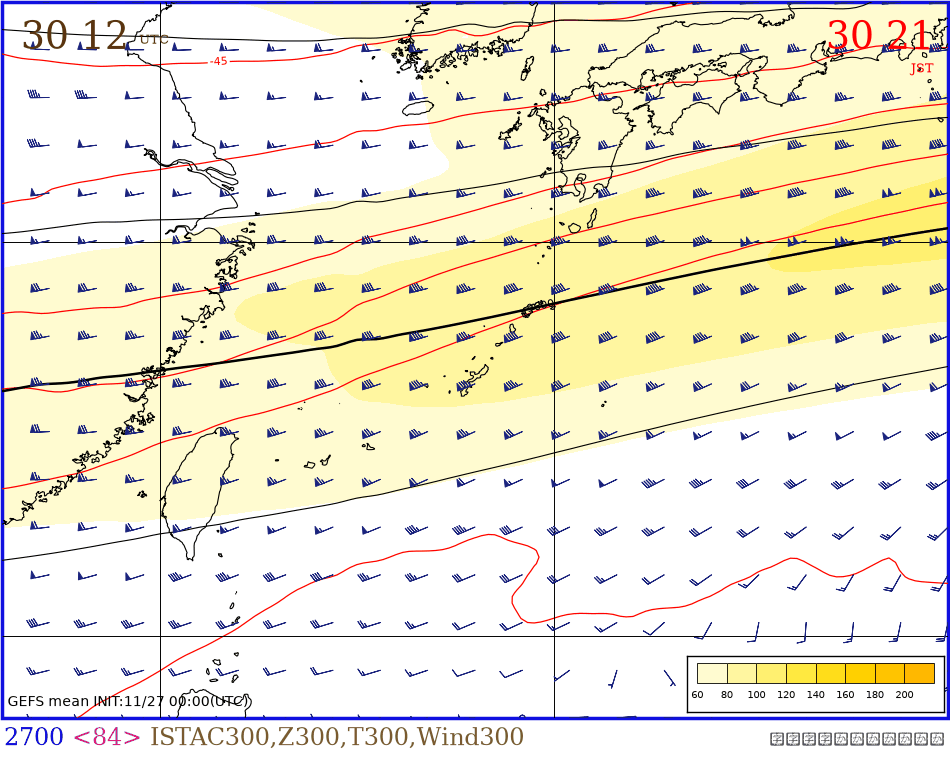 30 12 UTC
30 21
JST
-45
60 80 100 120 140 160 180 200
GEFS mean INIT:11/27 00:00(UTC)
2700 <84> ISTAC300,Z300,T300,Wind300